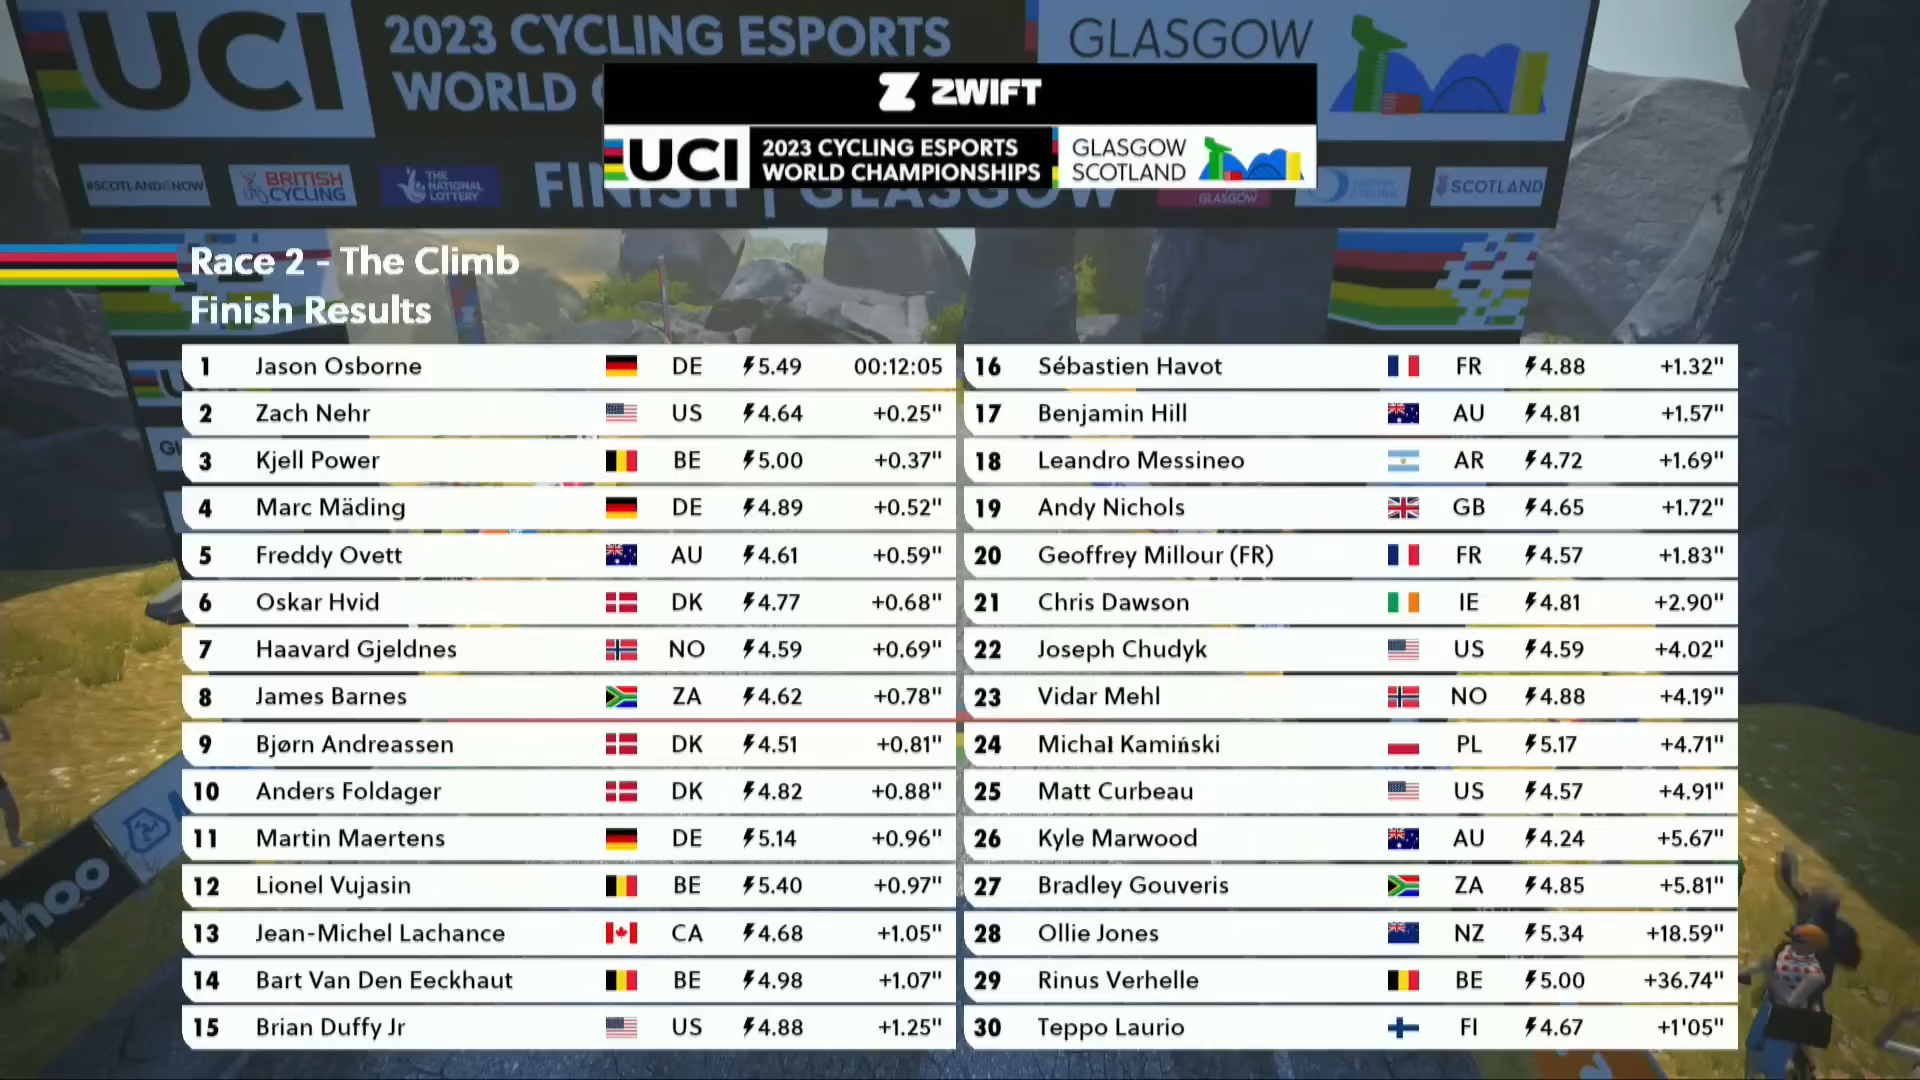 UCI
2023 CYCLING ESPORTS
WORLD
GLASGOW
ZWIFT
UCI
2023 CYCLING ESPORTS
WORLD CHAMPIONSHIPS
GLASGOW
SCOTLAND
#SCOTLANDISNOW
BRITISH
CYCLING
THE
NATIONAL
LOTTERY
FINISH | GLASGOW
GLASGOW
SCOTLAND
Race 2 - The Climb
Finish Results
1 Jason Osborne DE 5.49 00:12:05
2 Zach Nehr US 4.64 +0.25"
3 Kjell Power BE 5.00 +0.37"
4 Marc Mäding DE 4.89 +0.52"
5 Freddy Ovett AU 4.61 +0.59"
6 Oskar Hvid DK 4.77 +0.68"
7 Haavard Gjeldnes NO 4.59 +0.69"
8 James Barnes ZA 4.62 +0.78"
9 Bjørn Andreassen DK 4.51 +0.81"
10 Anders Foldager DK 4.82 +0.88"
11 Martin Maertens DE 5.14 +0.96"
12 Lionel Vujasin BE 5.40 +0.97"
13 Jean-Michel Lachance CA 4.68 +1.05"
14 Bart Van Den Eeckhaut BE 4.98 +1.07"
15 Brian Duffy Jr US 4.88 +1.25"
16 Sébastien Havot FR 4.88 +1.32"
17 Benjamin Hill AU 4.81 +1.57"
18 Leandro Messineo AR 4.72 +1.69"
19 Andy Nichols GB 4.65 +1.72"
20 Geoffrey Millour (FR) FR 4.57 +1.83"
21 Chris Dawson IE 4.81 +2.90"
22 Joseph Chudyk US 4.59 +4.02"
23 Vidar Mehl NO 4.88 +4.19"
24 Michał Kamiński PL 5.17 +4.71"
25 Matt Curbeau US 4.57 +4.91"
26 Kyle Marwood AU 4.24 +5.67"
27 Bradley Gouveris ZA 4.85 +5.81"
28 Ollie Jones NZ 5.34 +18.59"
29 Rinus Verhelle BE 5.00 +36.74"
30 Teppo Laurio FI 4.67 +1'05"
hoo